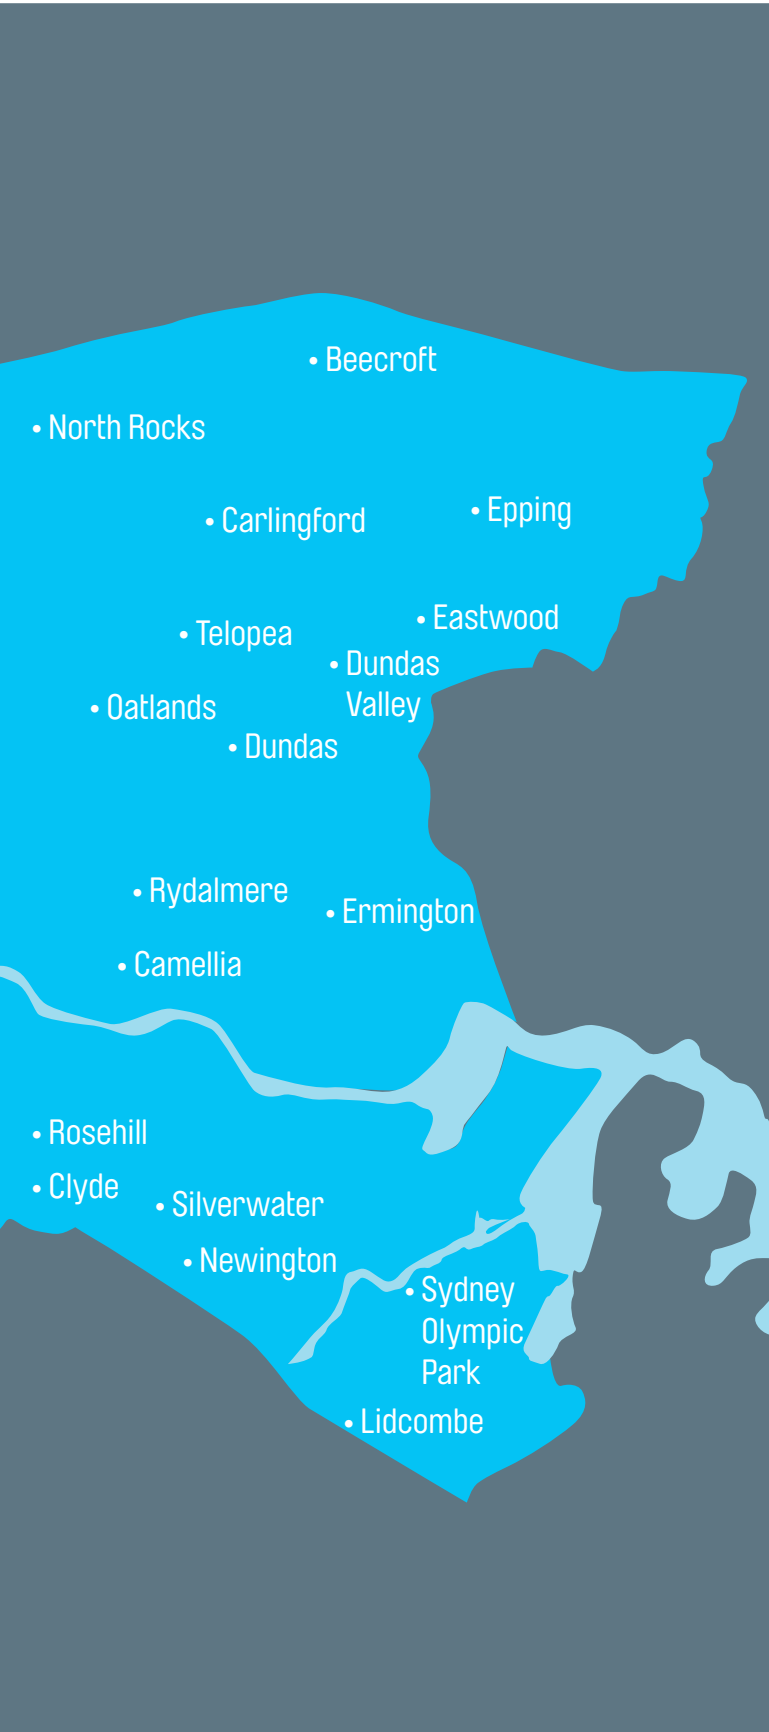 • Beecroft
• North Rocks
• Epping
• Carlingford
• Eastwood
• Telopea
• Dundas
Valley
• Oatlands
• Dundas
• Rydalmere
• Ermington
• Camellia
• Rosehill
• Clyde
• Silverwater
• Newington
• Sydney
Olympic
Park
• Lidcombe